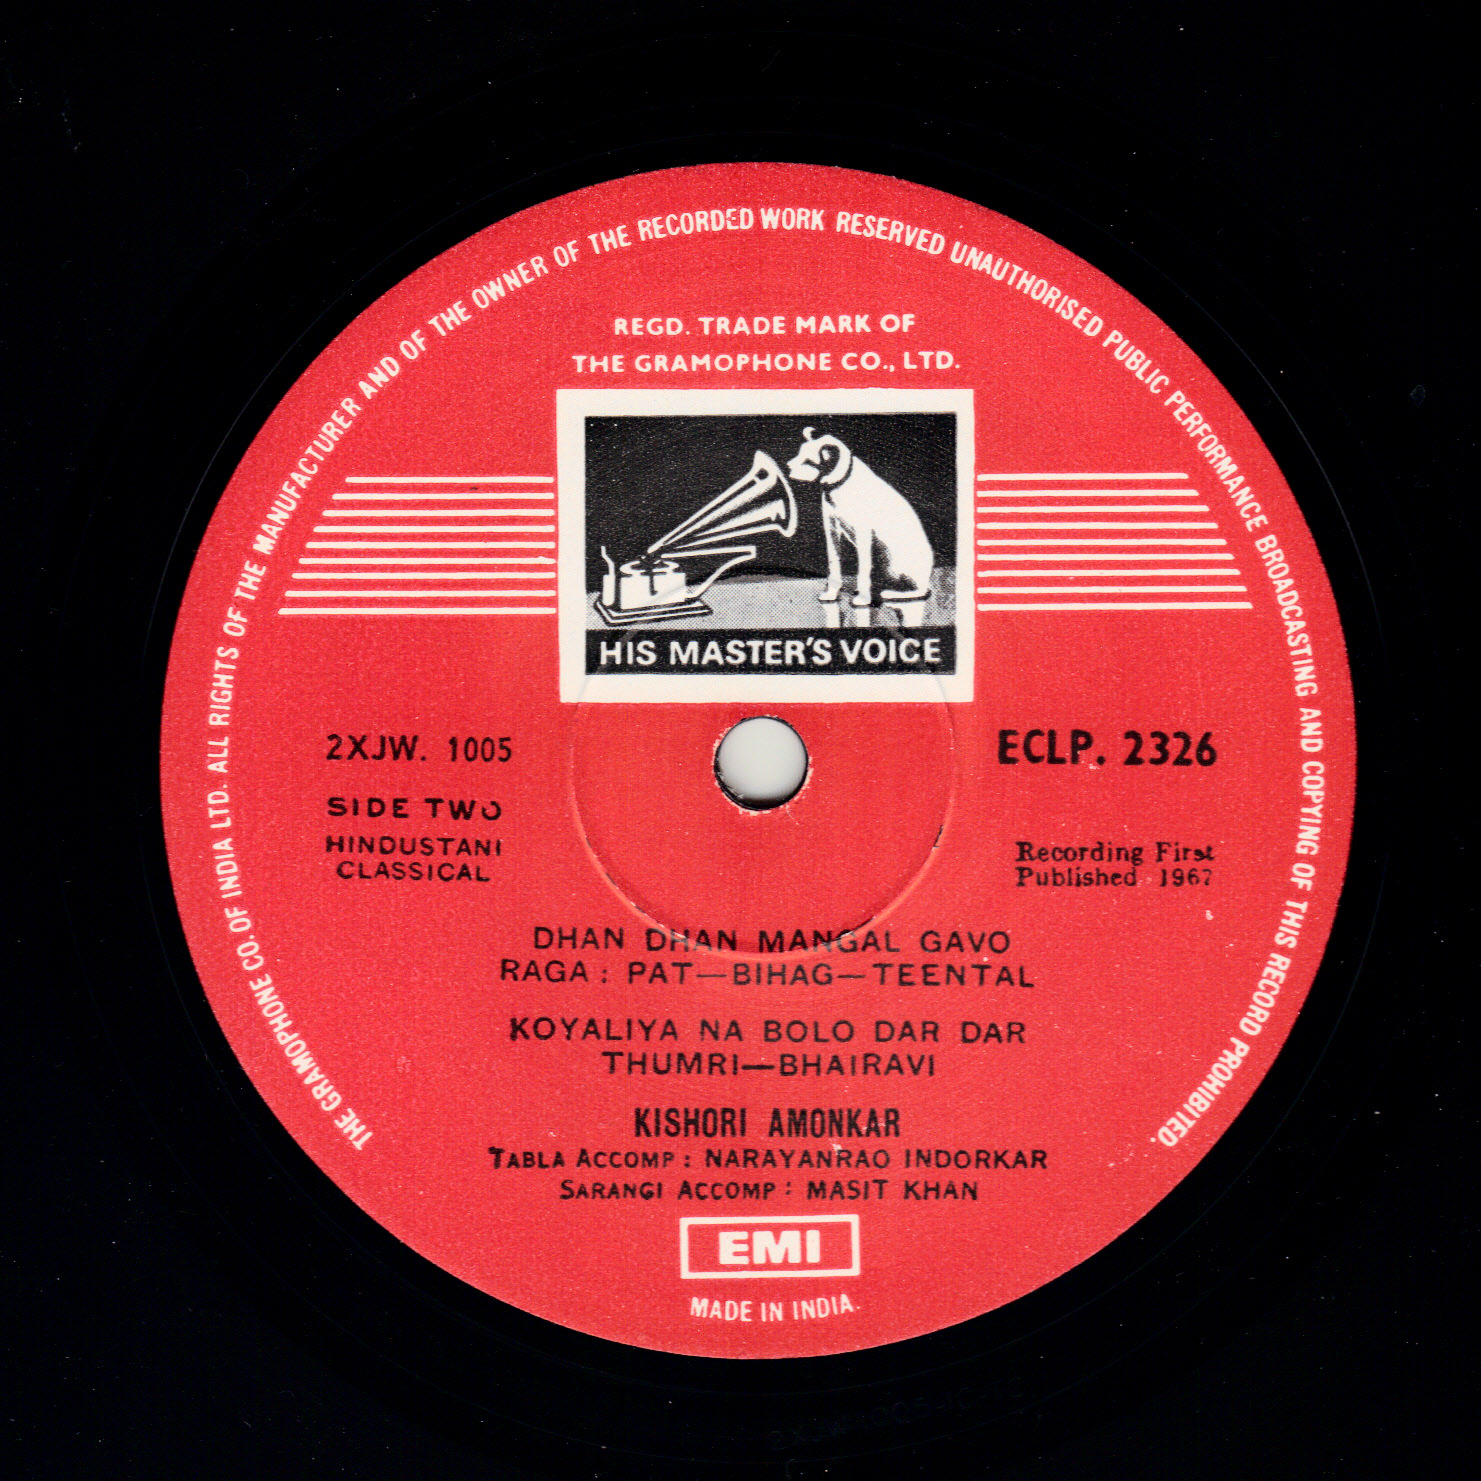 THE GRAMOPHONE CO. OF INDIA LTD. ALL RIGHTS OF THE MANUFACTURER AND OF THE OWNER OF THE RECORDED WORK RESERVED UNAUTHORISED PUBLIC PERFORMANCE BROADCASTING AND COPYING OF THIS RECORD PROHIBITED.
REGD. TRADE MARK OF
THE GRAMOPHONE CO., LTD.
HIS MASTER'S VOICE
2XJW. 1005
ECLP. 2326
SIDE TWO
HINDUSTANI
CLASSICAL
Recording First
Published 1967
DHAN DHAN MANGAL GAVO
RAGA : PAT—BIHAG—TEENTAL
KOYALIYA NA BOLO DAR DAR
THUMRI—BHAIRAVI
KISHORI AMONKAR
TABLA ACCOMP : NARAYANRAO INDORKAR
SARANGI ACCOMP : MASIT KHAN
EMI
MADE IN INDIA.